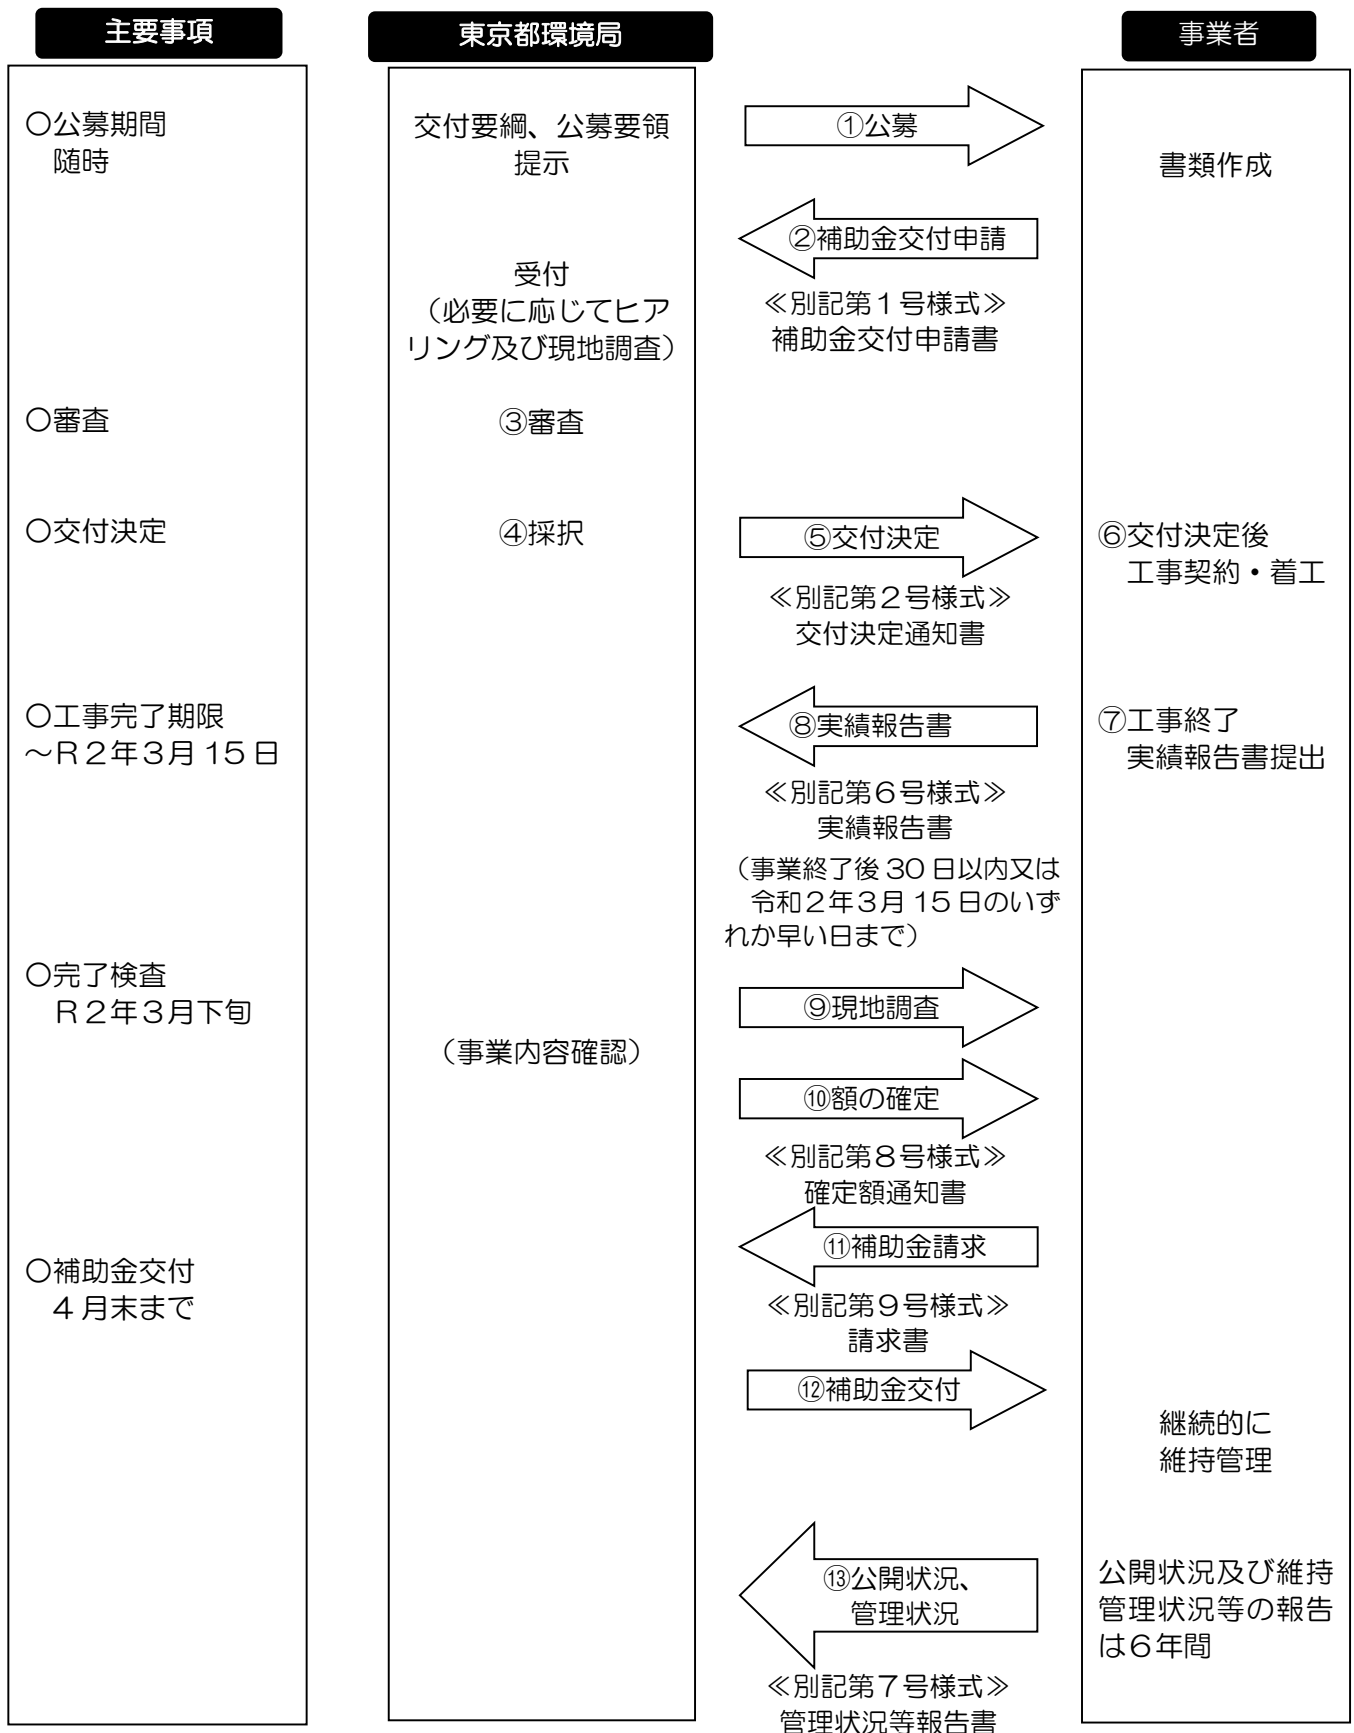 主要事項
東京都環境局
事業者
〇公募期間
随時
交付要綱、公募要領
提示
①公募
書類作成
②補助金交付申請
≪別記第１号様式≫
補助金交付申請書
受付
（必要に応じてヒア
リング及び現地調査）
〇審査
③審査
〇交付決定
④採択
⑤交付決定
≪別記第２号様式≫
交付決定通知書
⑥交付決定後
工事契約・着工
〇工事完了期限
～Ｒ２年３月15日
⑧実績報告書
≪別記第６号様式≫
実績報告書
（事業終了後30日以内又は
令和２年３月15日のいず
れか早い日まで）
⑦工事終了
実績報告書提出
〇完了検査
Ｒ２年３月下旬
（事業内容確認）
⑨現地調査
⑩額の確定
≪別記第８号様式≫
確定額通知書
⑪補助金請求
≪別記第９号様式≫
請求書
〇補助金交付
４月末まで
⑫補助金交付
継続的に
維持管理
⑬公開状況、
管理状況
≪別記第７号様式≫
管理状況等報告書
公開状況及び維持
管理状況等の報告
は６年間